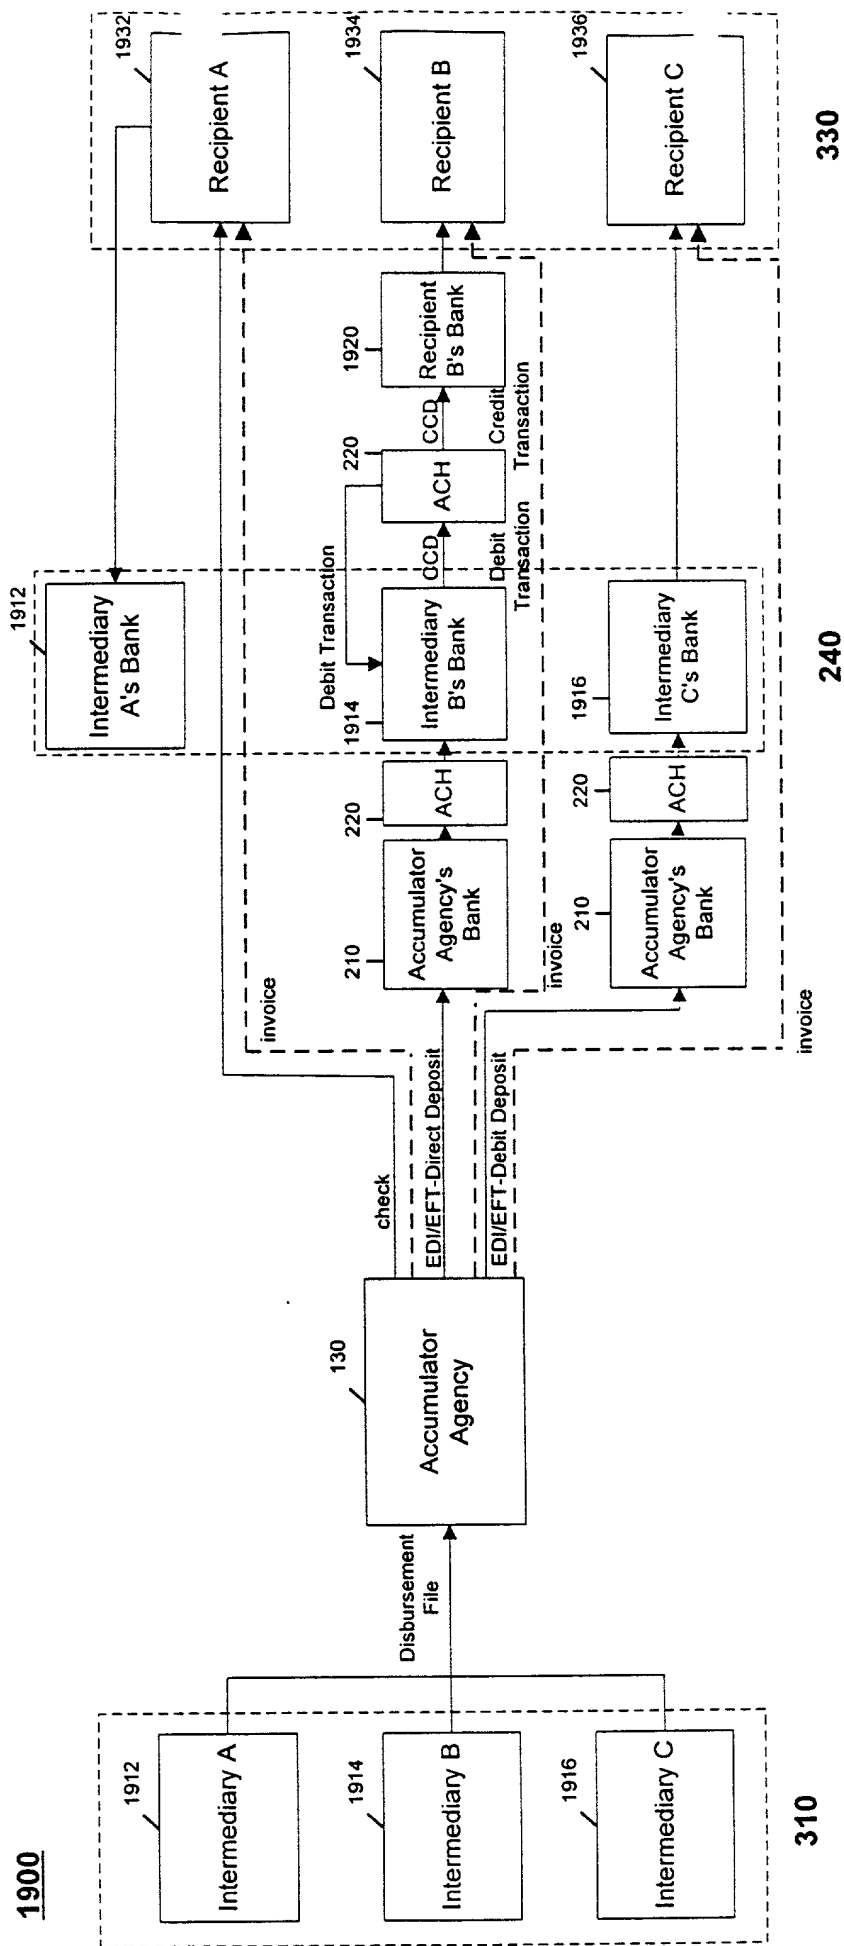 1900
1912
Intermediary A
1914
Intermediary B
1916
Intermediary C
310
Disbursement
File
130
Accumulator
Agency
check
invoice
EDI/EFT-Direct Deposit
EDI/EFT-Debit Deposit
invoice
invoice
210
Accumulator
Agency's
Bank
220
ACH
210
Accumulator
Agency's
Bank
220
ACH
1912
Intermediary
A's Bank
Debit Transaction
1914
Intermediary
B's Bank
1916
Intermediary
C's Bank
240
CCD
Debit
Transaction
220
ACH
CCD
Credit
Transaction
1920
Recipient
B's Bank
1932
Recipient A
1934
Recipient B
1936
Recipient C
330